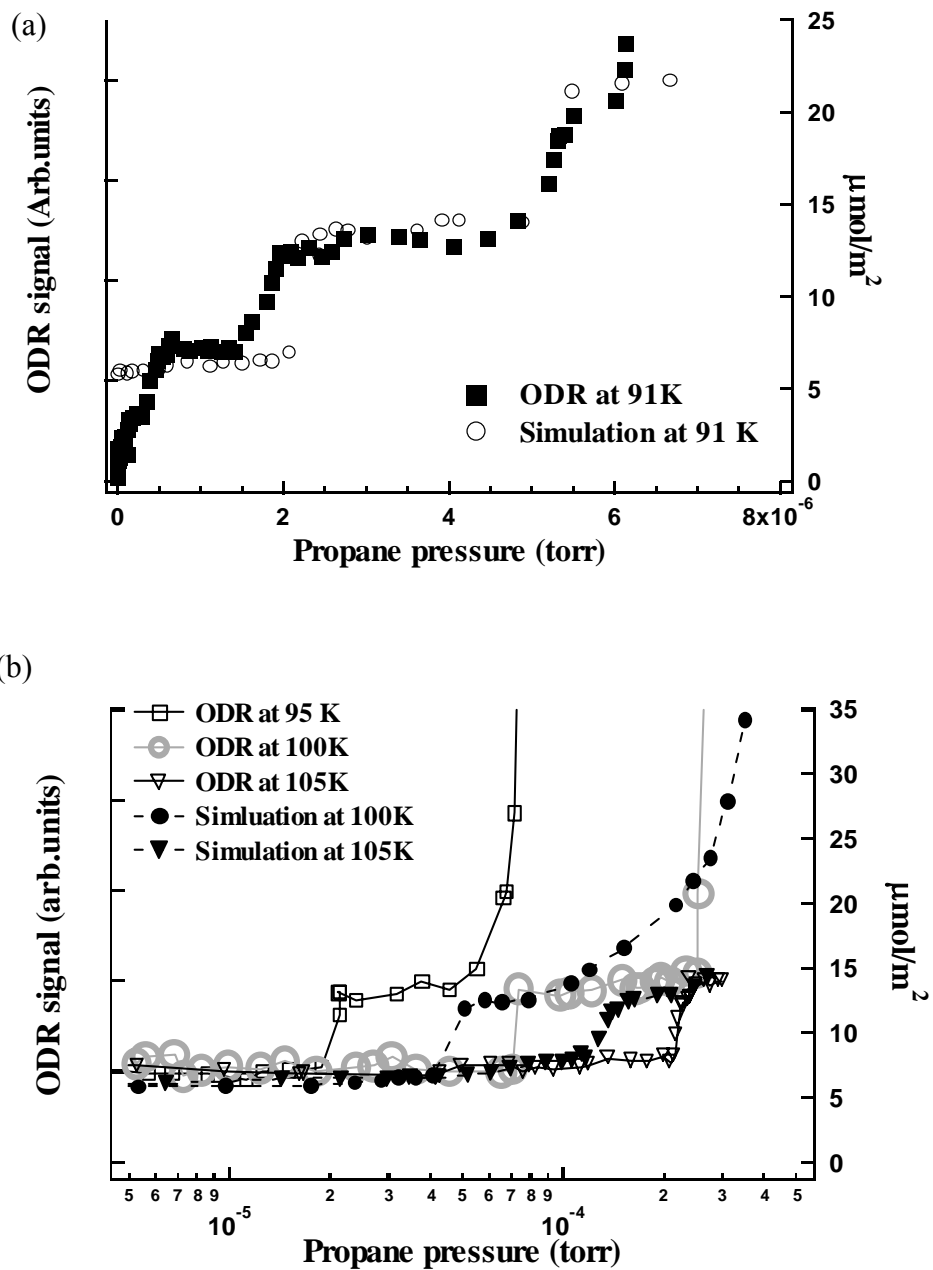 (a)
ODR signal (Arb.units)
25
20
15
10
5
0
μmol/m2
ODR at 91K
Simulation at 91 K
0 2 4 6 8x10-6
Propane pressure (torr)
(b)
ODR at 95 K
ODR at 100K
ODR at 105K
Simluation at 100K
Simulation at 105K
ODR signal (arb.units)
35
30
25
20
15
10
5
0
μmol/m2
5 6 7 8 9 2 3 4 5 6 7 8 9 2 3 4 5
10-5 10-4
Propane pressure (torr)